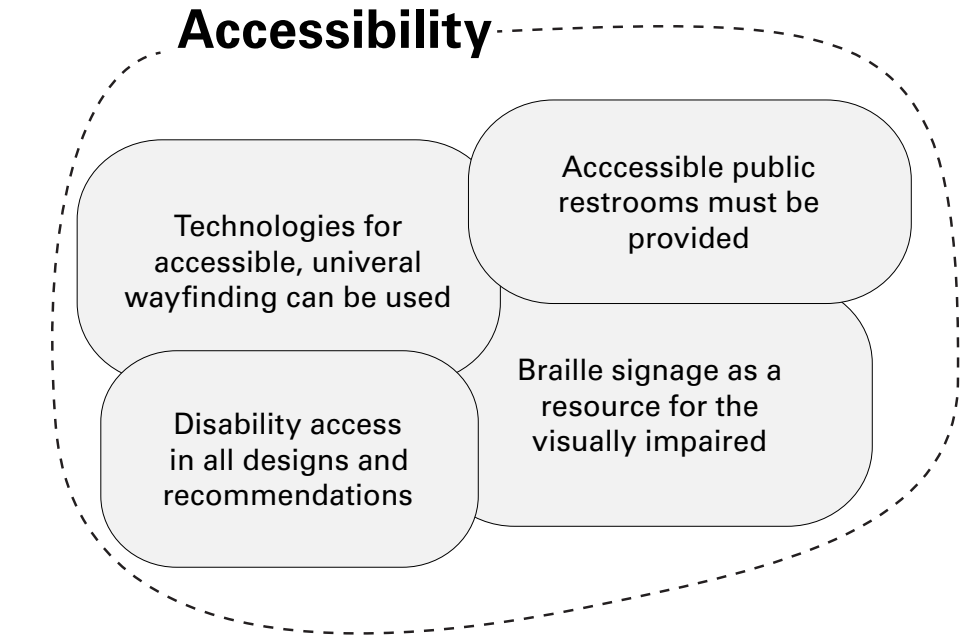 Accessibility
Technologies for
accessible, univeral
wayfinding can be used
Acccessible public
restrooms must be
provided
Disability access
in all designs and
recommendations
Braille signage as a
resource for the
visually impaired